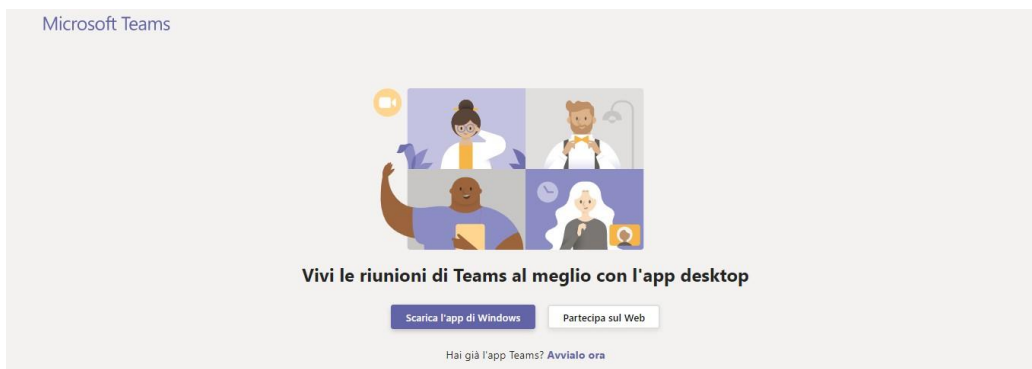 Microsoft Teams
Vivi le riunioni di Teams al meglio con l'app desktop
Scarica l'app di Windows
Partecipa sul Web
Hai già l'app Teams? Avvialo ora